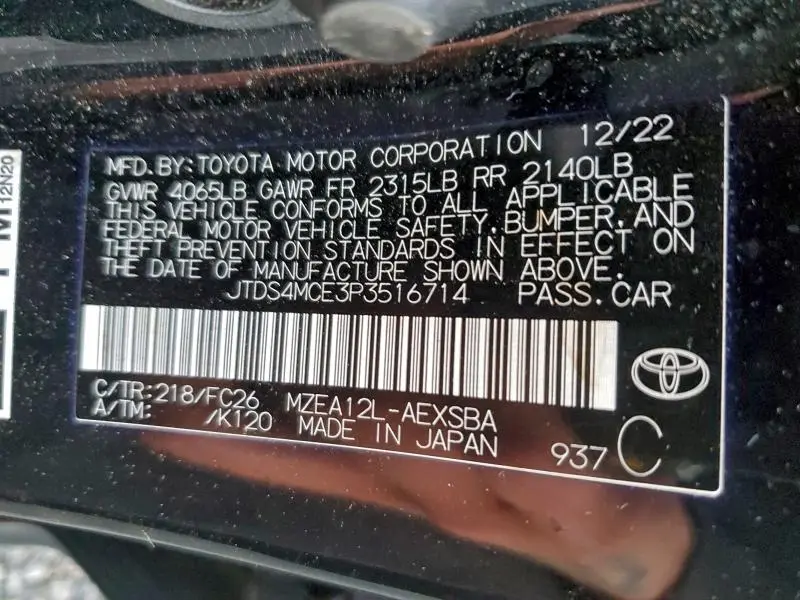 12N20
MFD.BY:TOYOTA MOTOR CORPORATION 12/22
GVWR 4065LB GAWR FR 2315LB RR 2140LB
THIS VEHICLE CONFORMS TO ALL APPLICABLE
FEDERAL MOTOR VEHICLE SAFETY,BUMPER,AND
THEFT PREVENTION STANDARDS IN EFFECT ON
THE DATE OF MANUFACTURE SHOWN ABOVE.
JTDS4MCE3P3516714 PASS.CAR
C/TR:218/FC26 MZEA12L-AEXSBA
A/TM: /K120 MADE IN JAPAN
937 C